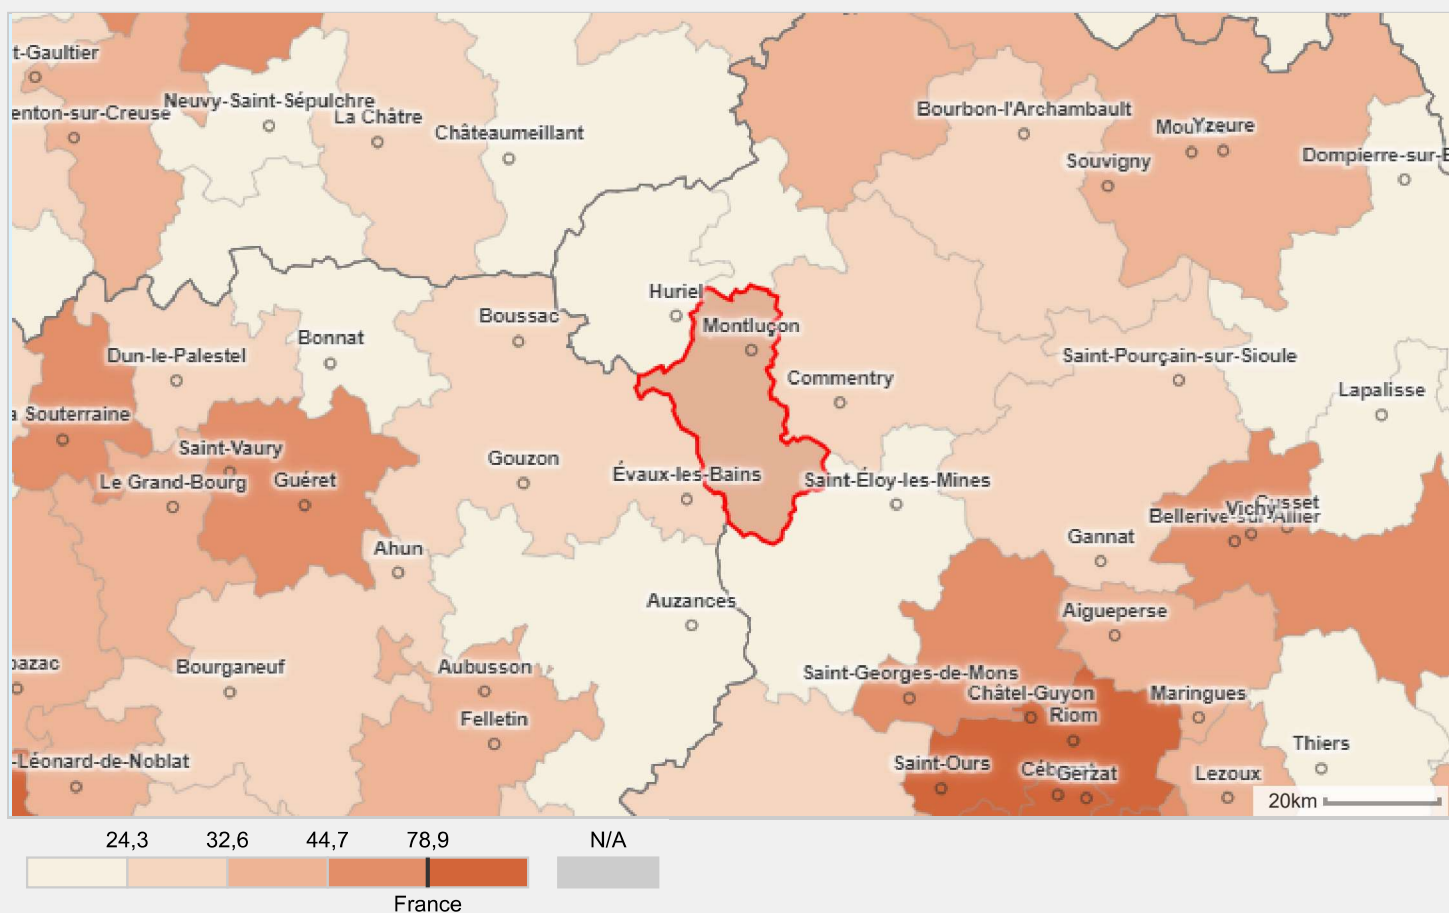 t-Gaultier
enton-sur-Creuse
Neuvy-Saint-Sépulchre
La Châtre
Châteaumeillant
Bourbon-l'Archambault
Yzeure
Souvigny
Dompierre-sur-B
Huriel
Montluçon
Boussac
Bonnat
Dun-le-Palestel
Saint-Pourçain-sur-Sioule
Commentry
Lapalisse
a Souterraine
Saint-Vaury
Le Grand-Bourg
Guéret
Gouzon
Évaux-les-Bains
Saint-Éloy-les-Mines
Cusset
Vichy
Bellerive-sur-Allier
Gannat
Ahun
Auzances
Aigueperse
bazac
Bourganeuf
Aubusson
Saint-Georges-de-Mons
Châtel-Guyon
Maringues
Riom
Felletin
Thiers
-Léonard-de-Noblat
Saint-Ours
Gerzat
Lezoux
20km
24,3 32,6 44,7 78,9 N/A
France